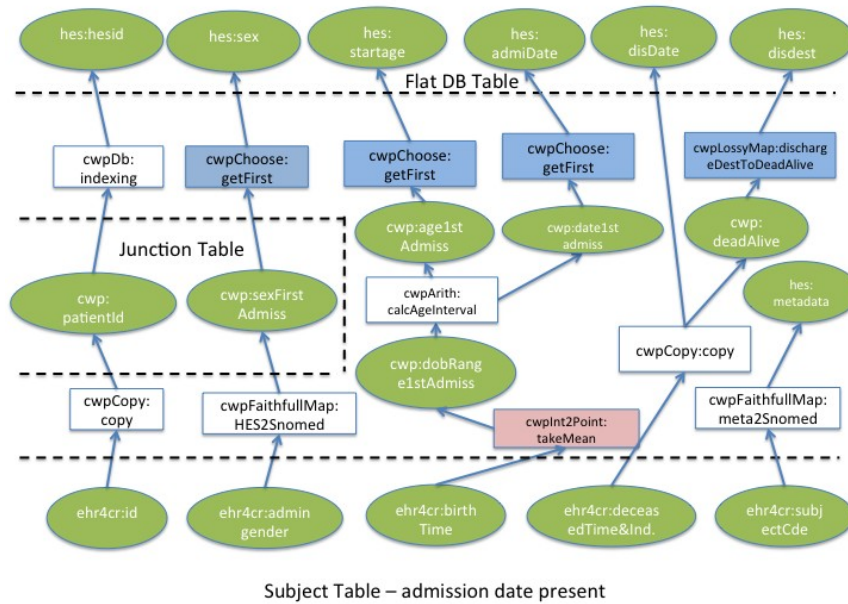 hes:hesid
hes:sex
hes:
startage
hes:
admiDate
hes:
disDate
hes:
disdest
Flat DB Table
cwpDb:
indexing
cwpChoose:
getFirst
cwpChoose:
getFirst
cwpChoose:
getFirst
cwpLossyMap:discharg
eDestToDeadAlive
Junction Table
cwp:age1st
Admiss
cwp:date1st
admiss
cwp:
deadAlive
cwp:
patientId
cwp:sexFirst
Admiss
cwpArith:
calcAgeInterval
hes:
metadata
cwp:dobRang
e1stAdmiss
cwpCopy:copy
cwpCopy:
copy
cwpFaithfullMap:
HES2Snomed
cwpInt2Point:
takeMean
cwpFaithfullMap:
meta2Snomed
ehr4cr:id
ehr4cr:admin
gender
ehr4cr:birth
Time
ehr4cr:deceas
edTime&Ind.
ehr4cr:subj
ectCde
Subject Table – admission date present